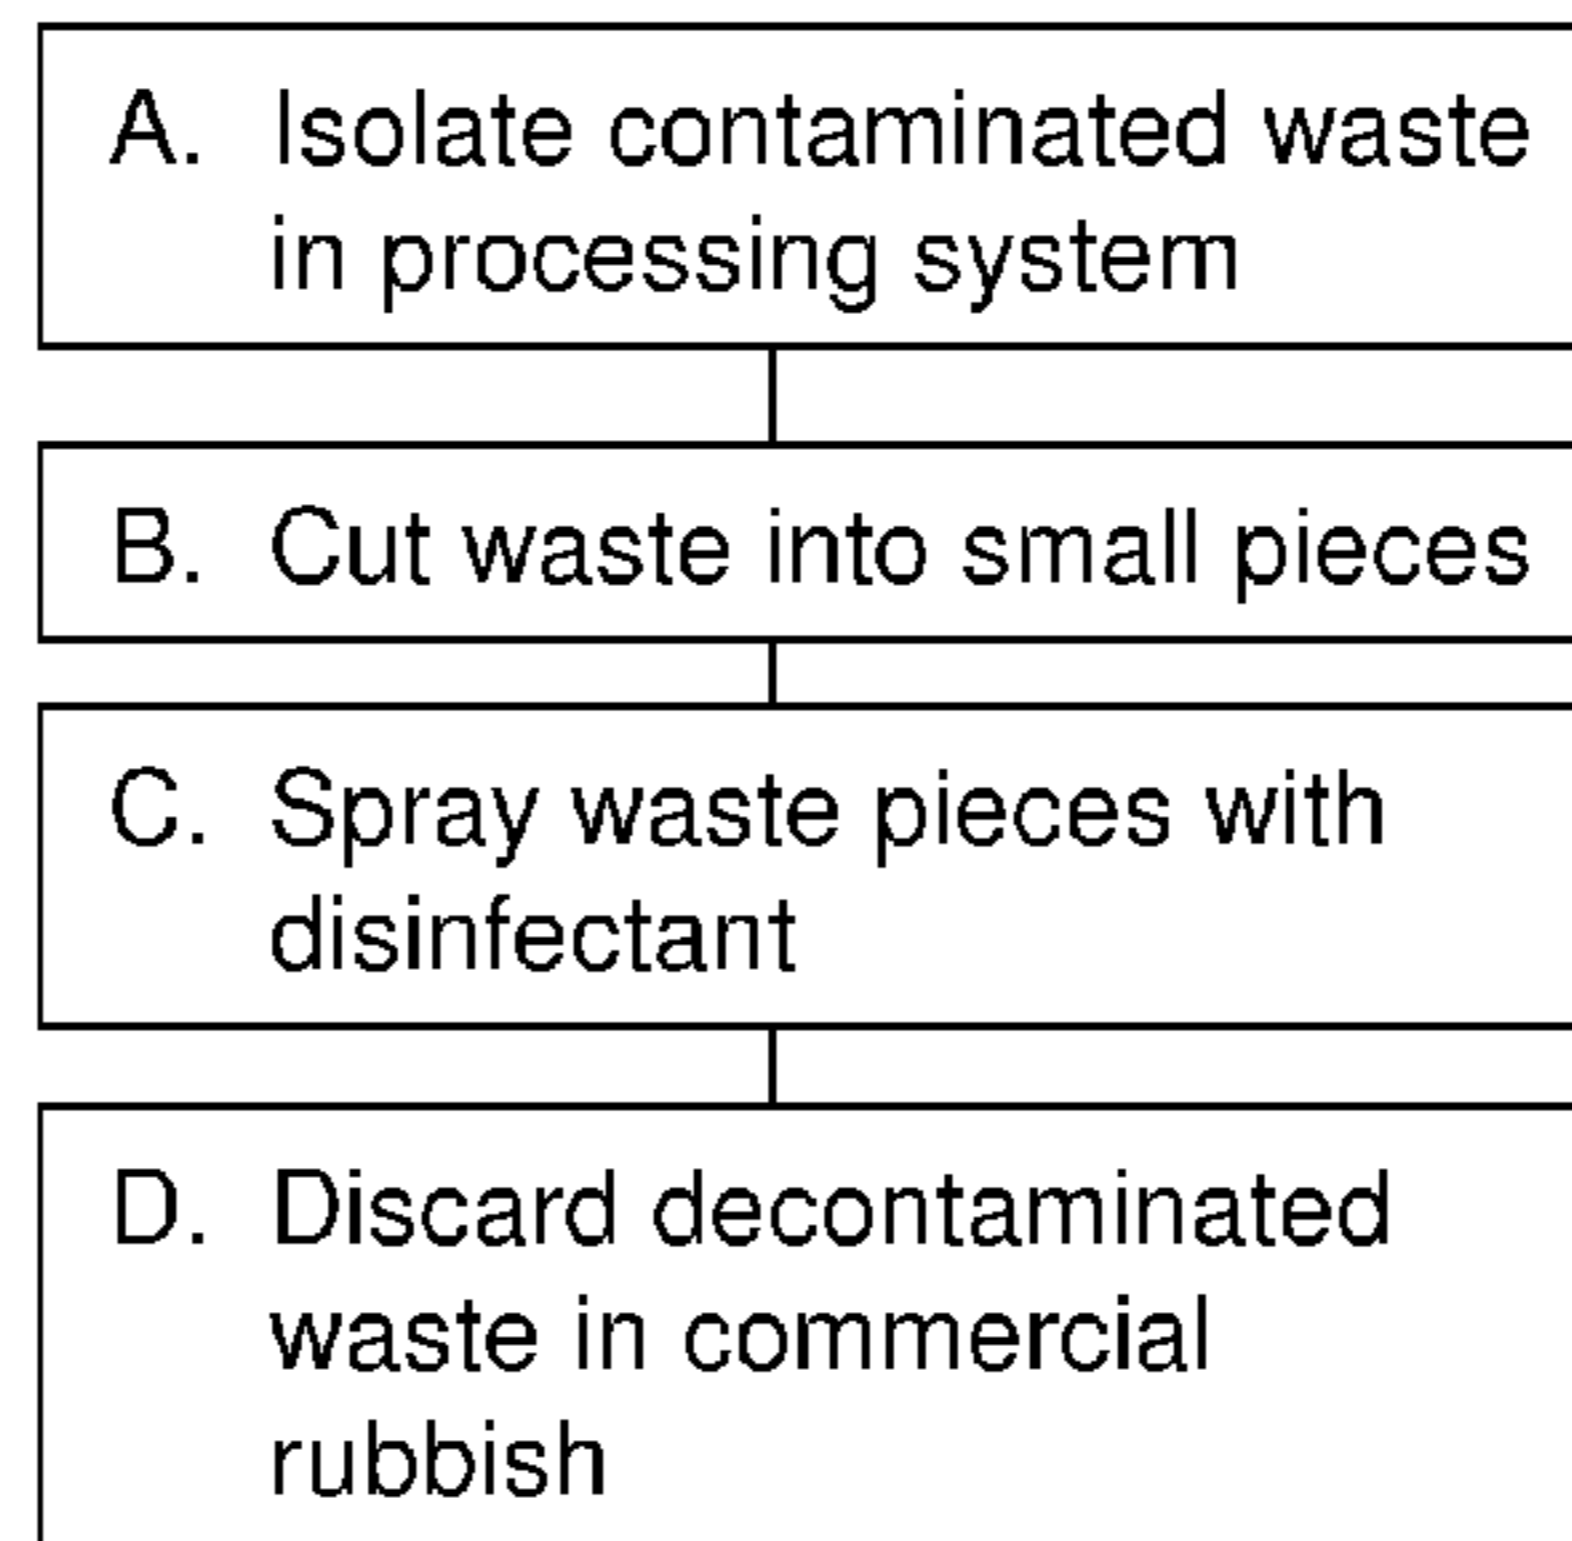 A. Isolate contaminated waste
in processing system
B. Cut waste into small pieces
C. Spray waste pieces with
disinfectant
D. Discard decontaminated
waste in commercial
rubbish